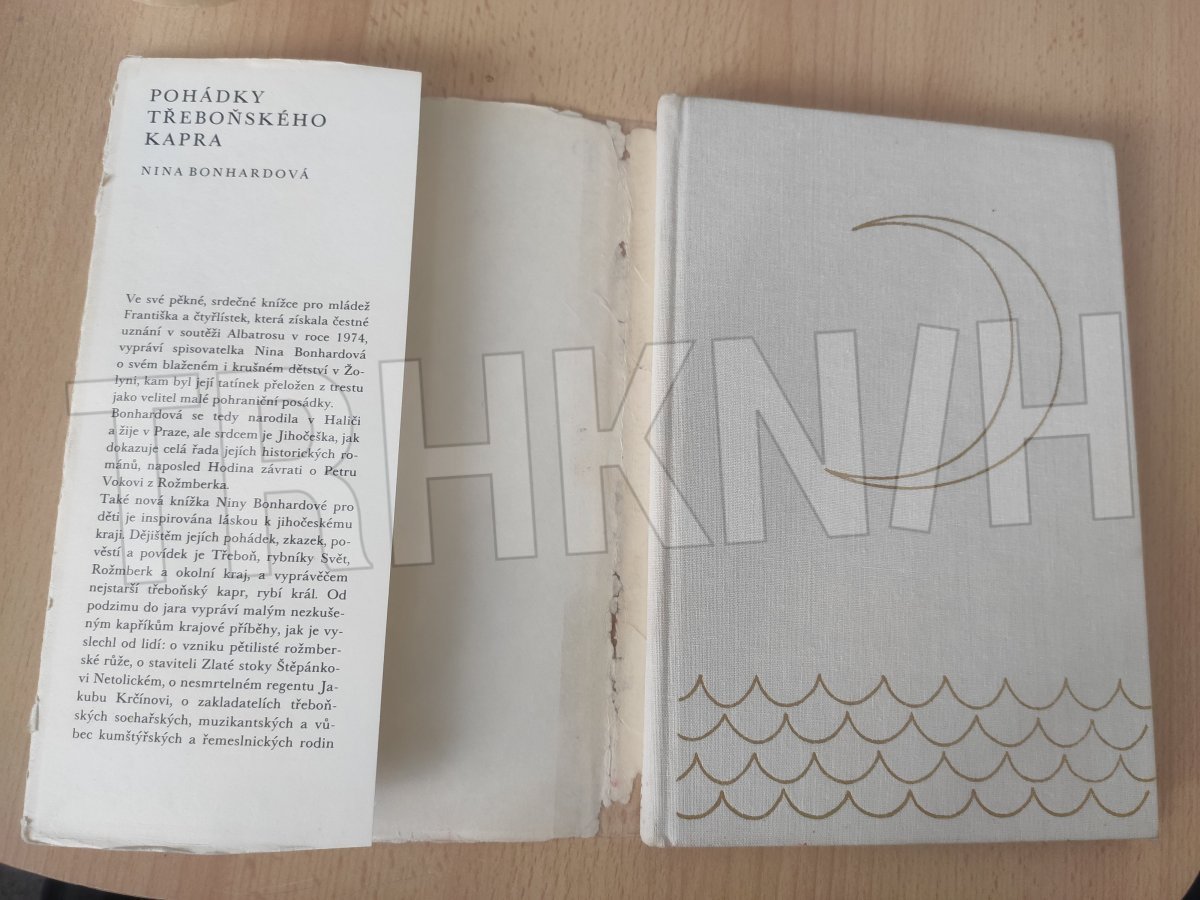 POHÁDKY
TŘEBOŇSKÉHO
KAPRA
NINA BONHARDOVÁ
Ve své pěkné, srdečné knížce pro mládež
Františka a čtyřlístek, která získala čestné
uznání v soutěži Albatrosu v roce 1974,
vypráví spisovatelka Nina Bonhardová
o svém blaženém i krušném dětství v Žo-
lyni, kam byl její tatínek přeložen z trestu
jako velitel malé pohraniční posádky.
Bonhardová se tedy narodila v Haliči
a žije v Praze, ale srdcem je Jihočeška, jak
dokazuje celá řada jejích historických ro-
mánů, naposled Hodina závrati o Petru
Vokovi z Rožmberka.
Také nová knížka Niny Bonhardové pro
děti je inspirována láskou k jihočeskému
kraji. Dějištěm jejích pohádek, zkazek, po-
věstí a povídek je Třeboň, rybníky Svět,
Rožmberk a okolní kraj, a vyprávěčem
nejstarší třeboňský kapr, rybí král. Od
podzimu do jara vypráví malým nezkuše-
ným kapříkům krajové příběhy, jak je vy-
slechl od lidí: o vzniku pětilisté rožmber-
ské růže, o staviteli Zlaté stoky Štěpánko-
vi Netolickém, o nesmrtelném regentu Ja-
kubu Krčínovi, o zakladatelích třeboň-
ských sochařských, muzikantských a vů-
bec kumštýřských a řemeslnických rodin
TRHKNIH